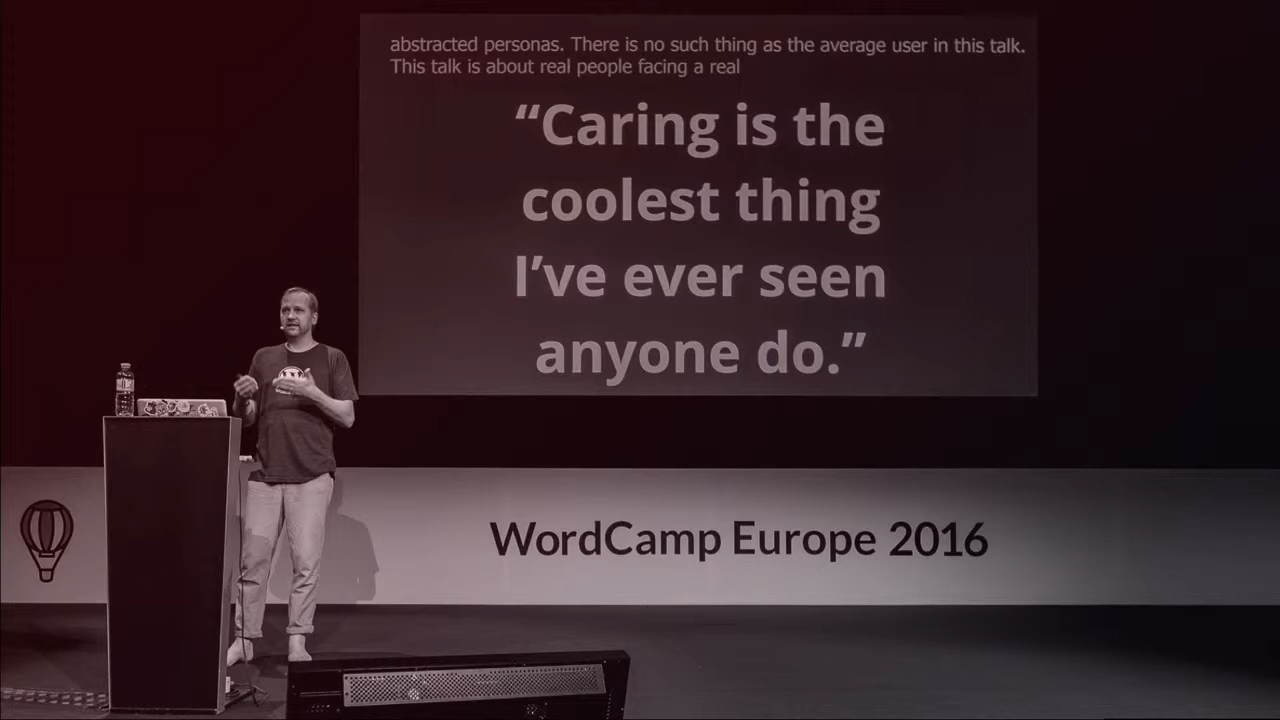 abstracted personas. There is no such thing as the average user in this talk.
This talk is about real people facing a real
“Caring is the
coolest thing
I’ve ever seen
anyone do.”
WordCamp Europe 2016